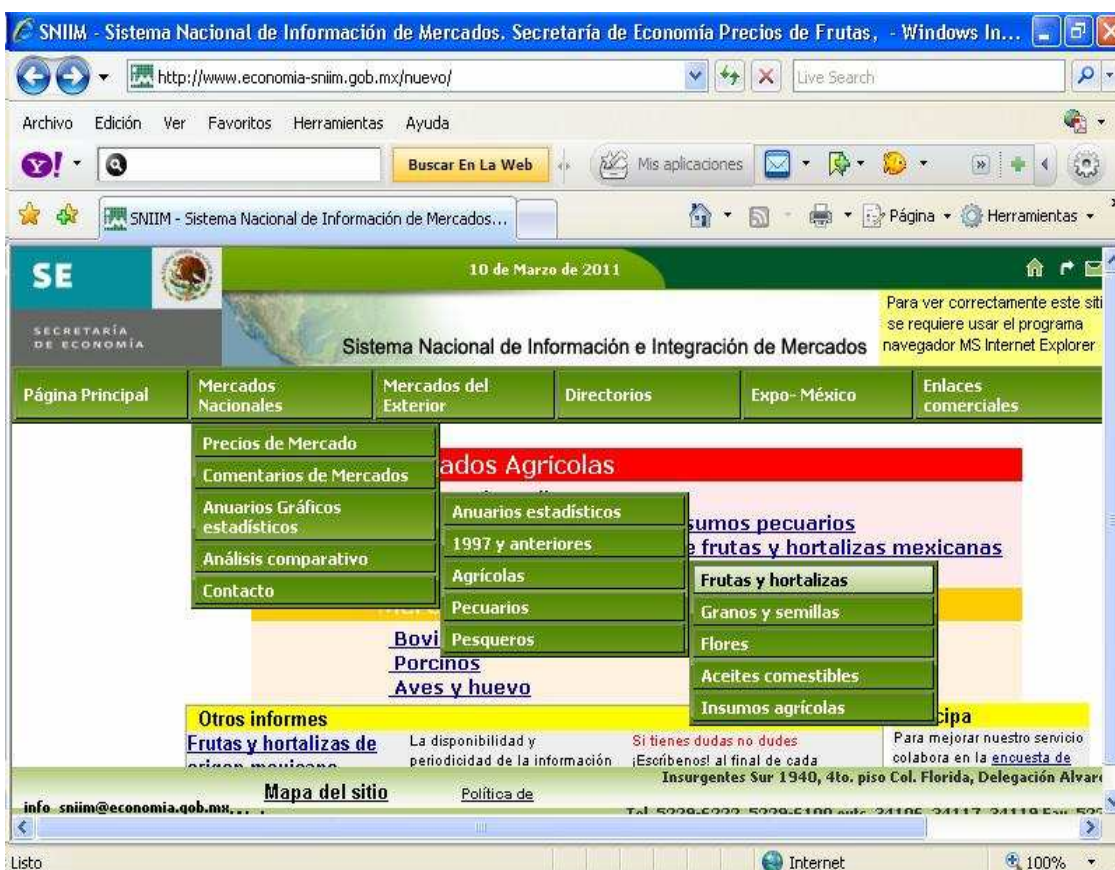 SNIIM - Sistema Nacional de Información de Mercados. Secretaría de Economía Precios de Frutas, - Windows In...
http://www.economia-sniim.gob.mx/nuevo/
Live Search
Archivo Edición Ver Favoritos Herramientas Ayuda
Y!
Buscar En La Web
Mis aplicaciones
SNIIM - Sistema Nacional de Información de Mercados...
Página
Herramientas
SE
10 de Marzo de 2011
SECRETARÍA
DE ECONOMÍA
Sistema Nacional de Información e Integración de Mercados
Para ver correctamente este siti
se requiere usar el programa
navegador MS Internet Explorer
Página Principal
Mercados
Nacionales
Mercados del
Exterior
Directorios
Expo- México
Enlaces
comerciales
Precios de Mercado
Comentarios de Mercados
Anuarios Gráficos
estadísticos
Análisis comparativo
Contacto
ados Agrícolas
Anuarios estadísticos
1997 y anteriores
Agrícolas
Pecuarios
Pesqueros
sumos pecuarios
e frutas y hortalizas mexicanas
Frutas y hortalizas
Granos y semillas
Flores
Aceites comestibles
Insumos agrícolas
Bovi
Porcinos
Aves y huevo
Otros informes
Frutas y hortalizas de
origen mexicano
La disponibilidad y
periodicidad de la información
Si tienes dudas no dudes
¡Escríbenos! al final de cada
cipa
Para mejorar nuestro servicio
colabora en la encuesta de
Insurgentes Sur 1940, 4to. piso Col. Florida, Delegación Alvar
Mapa del sitio
Política de
info_sniim@economia.gob.mx
Listo
Internet
100%